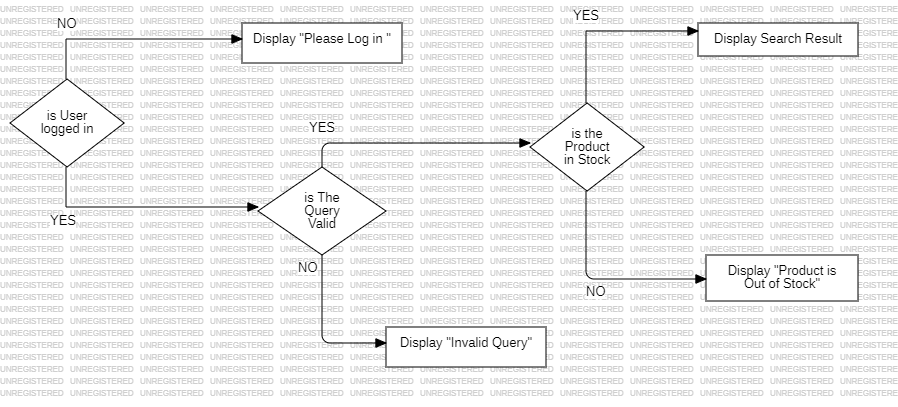 NO
Display "Please Log in "
is User
logged in
YES
YES
is The
Query
Valid
NO
Display "Invalid Query"
YES
Display Search Result
is the
Product
in Stock
NO
Display "Product is
Out of Stock"
UNREGISTERED